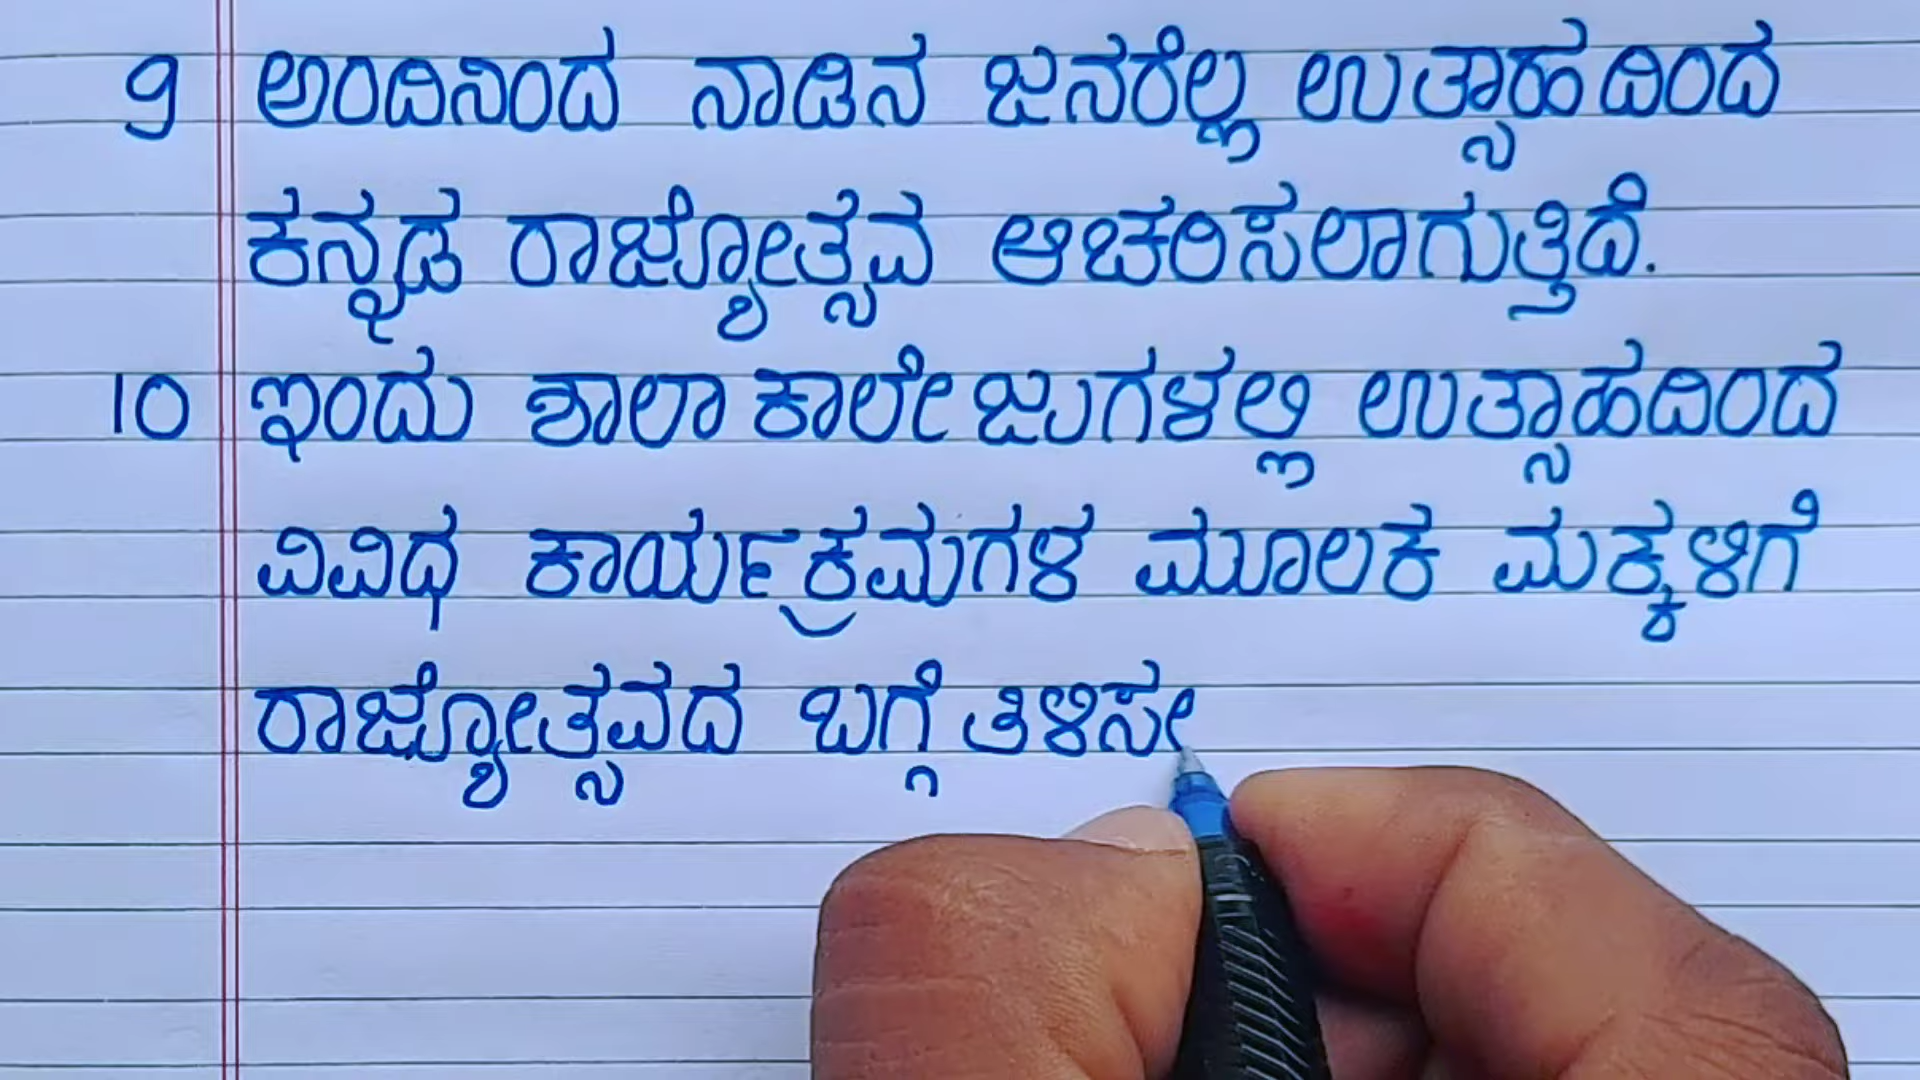 9 ಅಂದಿನಿಂದ ನಾಡಿನ ಜನರೆಲ್ಲ ಉತ್ಸಾಹದಿಂದ
ಕನ್ನಡ ರಾಜ್ಯೋತ್ಸವ ಆಚರಿಸಲಾಗುತ್ತಿದೆ.
10 ಇಂದು ಶಾಲಾ ಕಾಲೇಜುಗಳಲ್ಲಿ ಉತ್ಸಾಹದಿಂದ
ವಿವಿಧ ಕಾರ್ಯಕ್ರಮಗಳ ಮೂಲಕ ಮಕ್ಕಳಿಗೆ
ರಾಜ್ಯೋತ್ಸವದ ಬಗ್ಗೆ